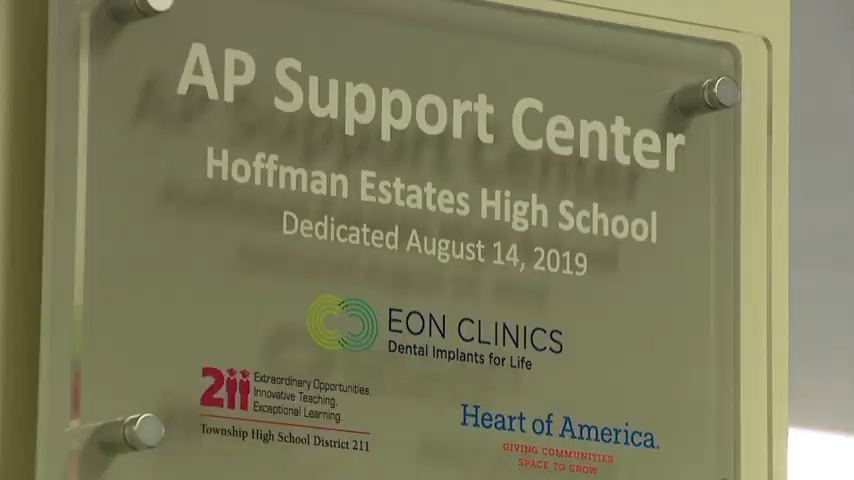 AP Support Center
Hoffman Estates High School
Dedicated August 14, 2019
EON CLINICS
Dental Implants for Life
211
Extraordinary Opportunities.
Innovative Teaching.
Exceptional Learning.
Township High School District 211
Heart of America.
GIVING COMMUNITIES
SPACE TO GROW